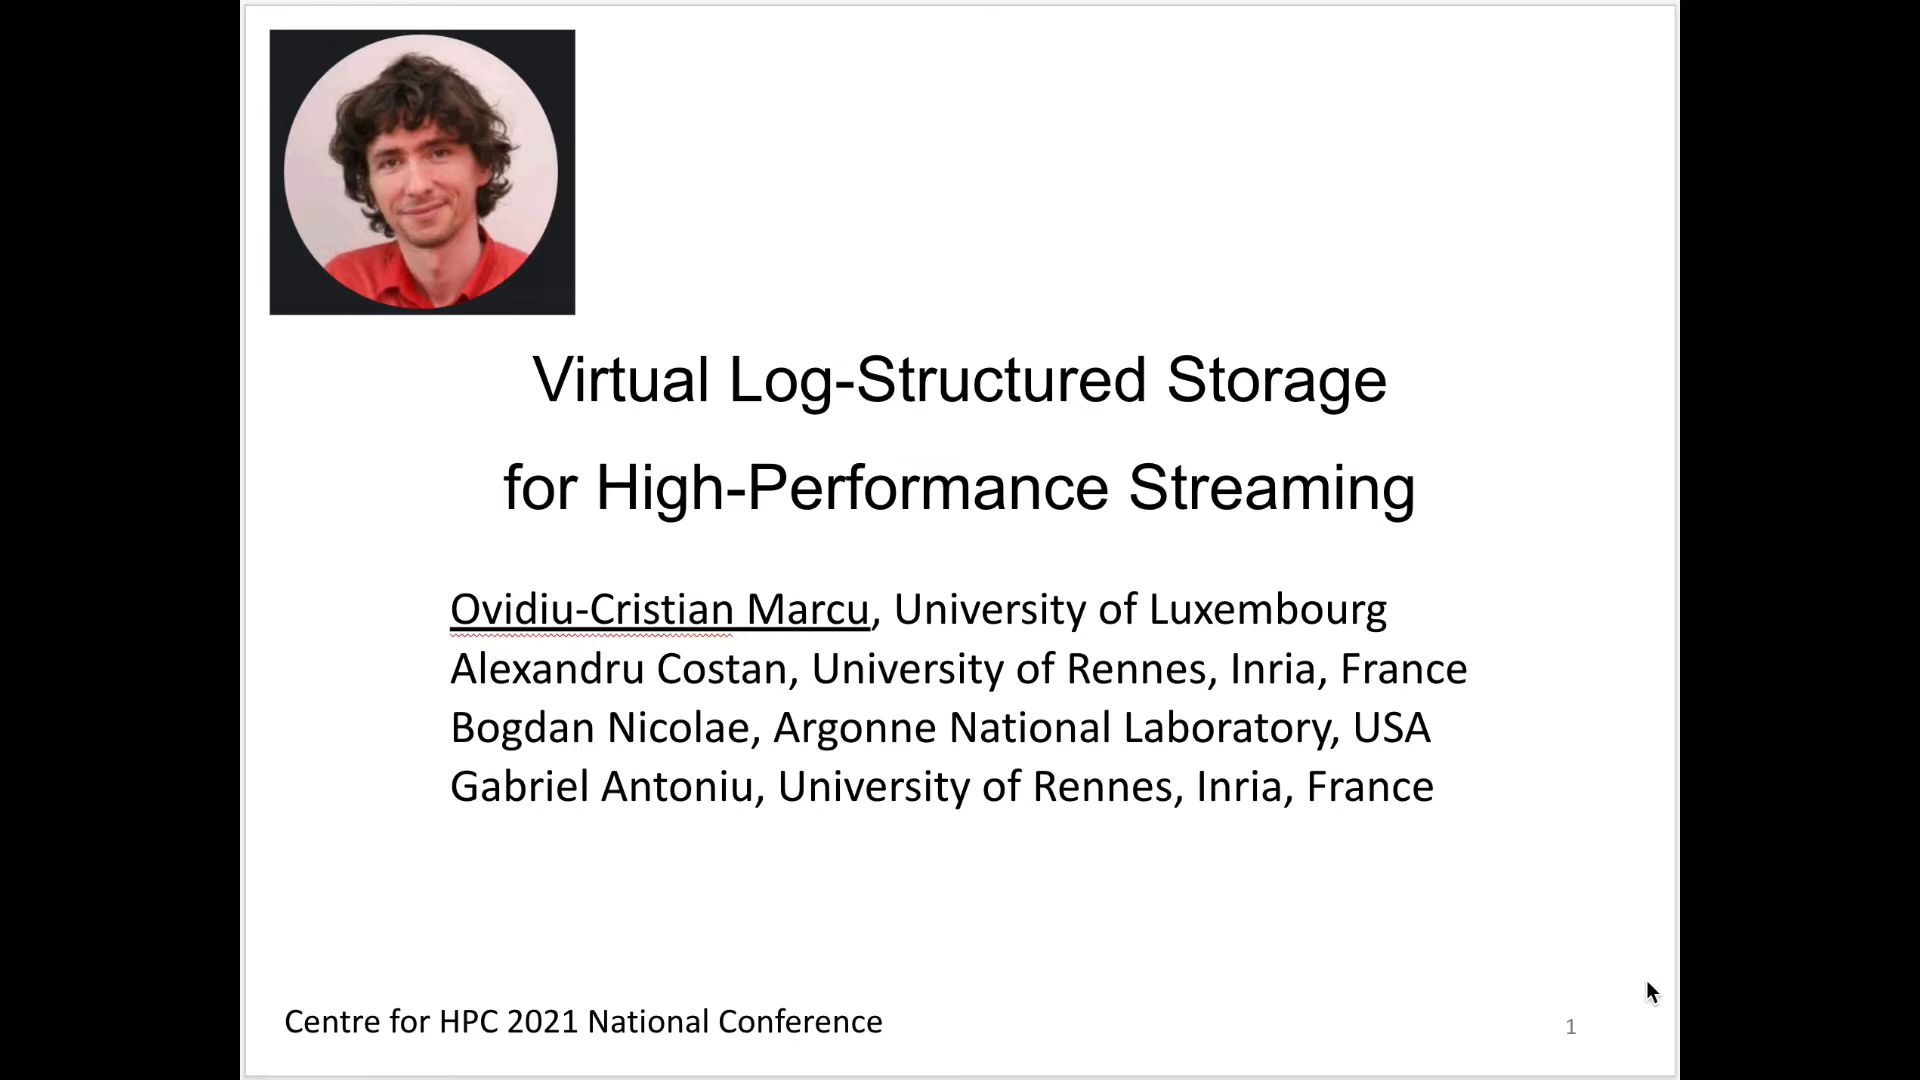 Virtual Log-Structured Storage
for High-Performance Streaming
Ovidiu-Cristian Marcu, University of Luxembourg
Alexandru Costan, University of Rennes, Inria, France
Bogdan Nicolae, Argonne National Laboratory, USA
Gabriel Antoniu, University of Rennes, Inria, France
Centre for HPC 2021 National Conference
1